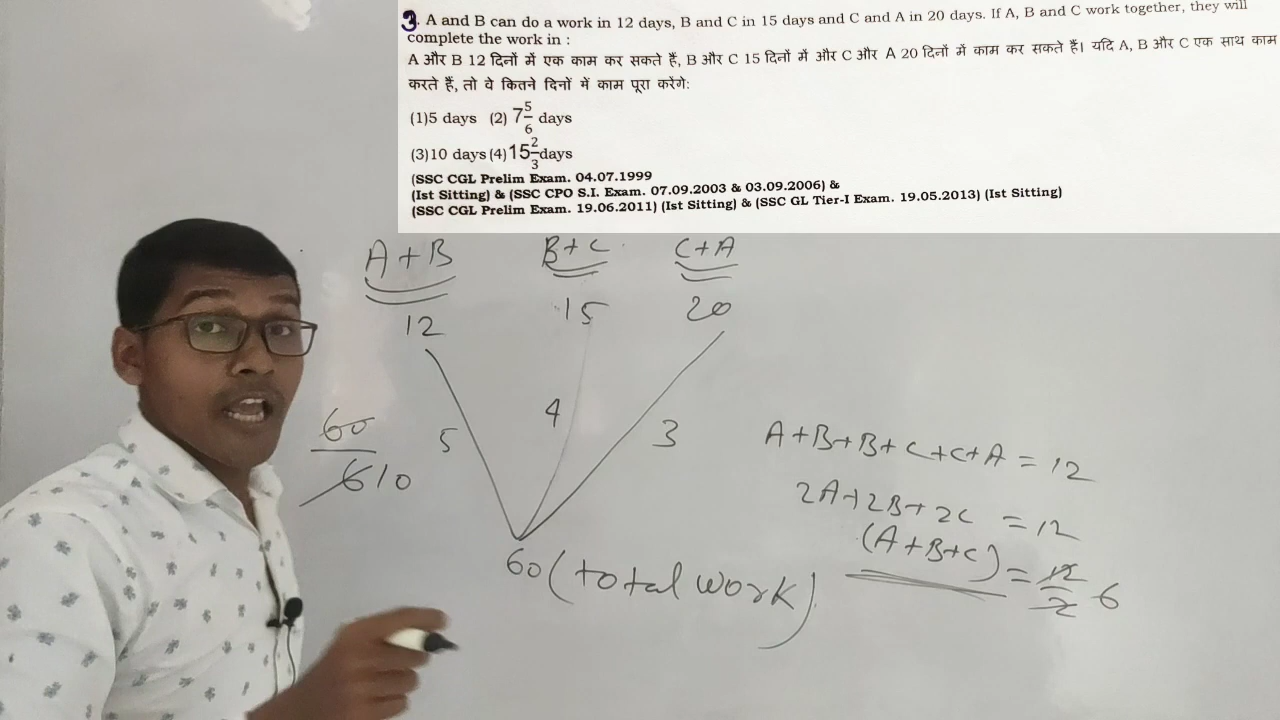 3. A and B can do a work in 12 days, B and C in 15 days and C and A in 20 days. If A, B and C work together, they will
complete the work in :
A और B 12 दिनों में एक काम कर सकते हैं, B और C 15 दिनों में और C और A 20 दिनों में काम कर सकते हैं। यदि A, B और C एक साथ काम
करते हैं, तो वे कितने दिनों में काम पूरा करेंगे:
(1)5 days (2) 7 5/6 days
(3)10 days (4) 15 2/3 days
(SSC CGL Prelim Exam. 04.07.1999
(Ist Sitting) & (SSC CPO S.I. Exam. 07.09.2003 & 03.09.2006) &
(SSC CGL Prelim Exam. 19.06.2011) (Ist Sitting) & (SSC GL Tier-I Exam. 19.05.2013) (Ist Sitting)
A+B B+C C+A
12 15 20
5 4 3
60
6 10
60 (total work)
A+B+B+C+C+A = 12
2A+2B+2C = 12
(A+B+C) = 12/2 6